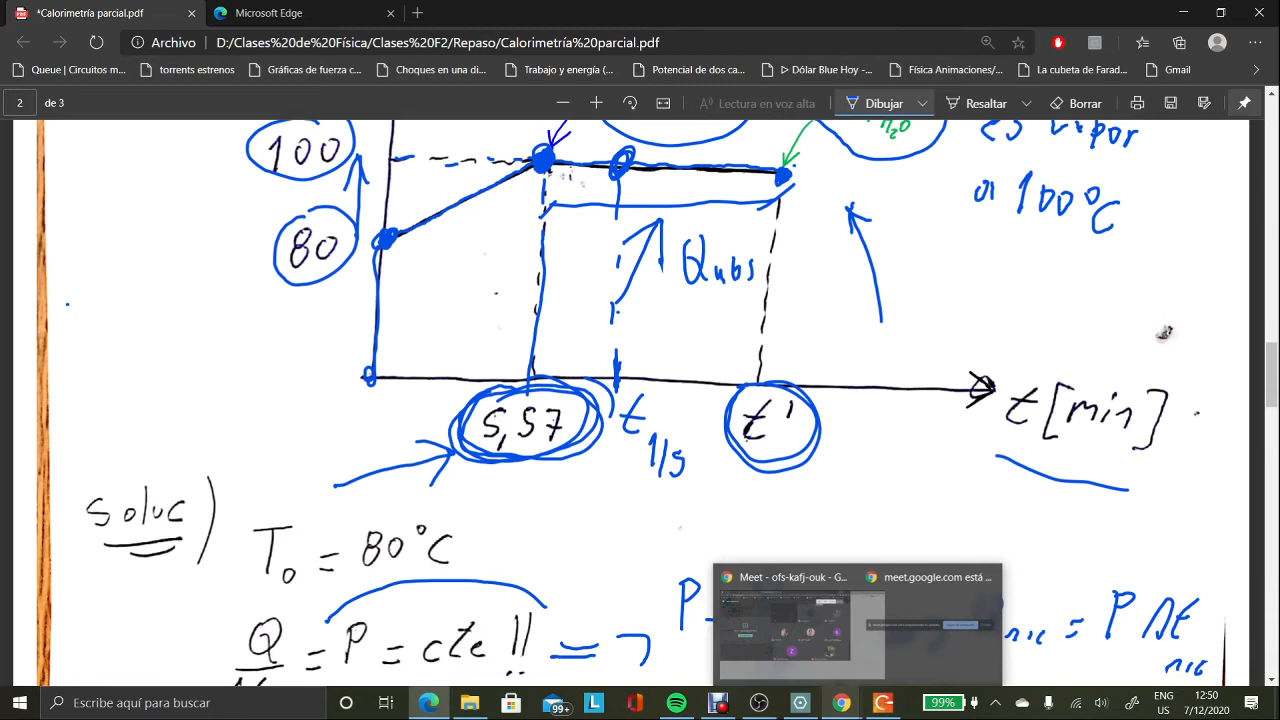 *Calorimetría parcial.pdf
Microsoft Edge
Archivo
D:/Clases%20de%20Física/Clases%20F2/Repaso/Calorimetría%20parcial.pdf
Queue | Circuitos m...
torrents estrenos
Gráficas de fuerza c...
Choques en una di...
Trabajo y energía (...
Potencial de dos ca...
▷ Dólar Blue Hoy -...
Física Animaciones/...
La cubeta de Farad...
Gmail
2
de 3
Lectura en voz alta
Dibujar
Resaltar
Borrar
es vapor
H₂O
100
a 100°C
80
Qabs
5,57
t 1/5
t'
t [min]
soluc)
T₀ = 80°C
Meet - ofs-kafj-ouk - G...
meet.google.com está ...
Q
= P = cte !! =
P
= P Δt
Escribe aquí para buscar
99+
99%
ENG
ES
12:50
7/12/2020